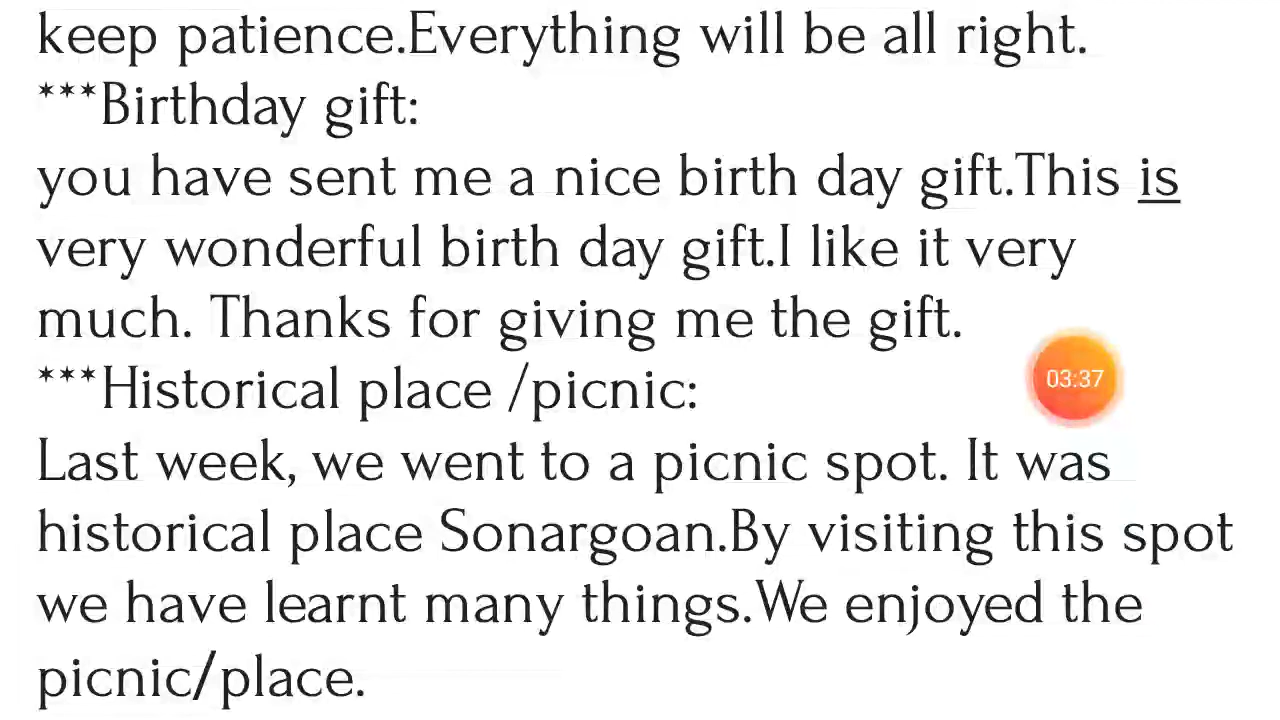 keep patience.Everything will be all right.
***Birthday gift:
you have sent me a nice birth day gift.This is
very wonderful birth day gift.I like it very
much. Thanks for giving me the gift.
***Historical place /picnic:
03:37
Last week, we went to a picnic spot. It was
historical place Sonargoan.By visiting this spot
we have learnt many things.We enjoyed the
picnic/place.